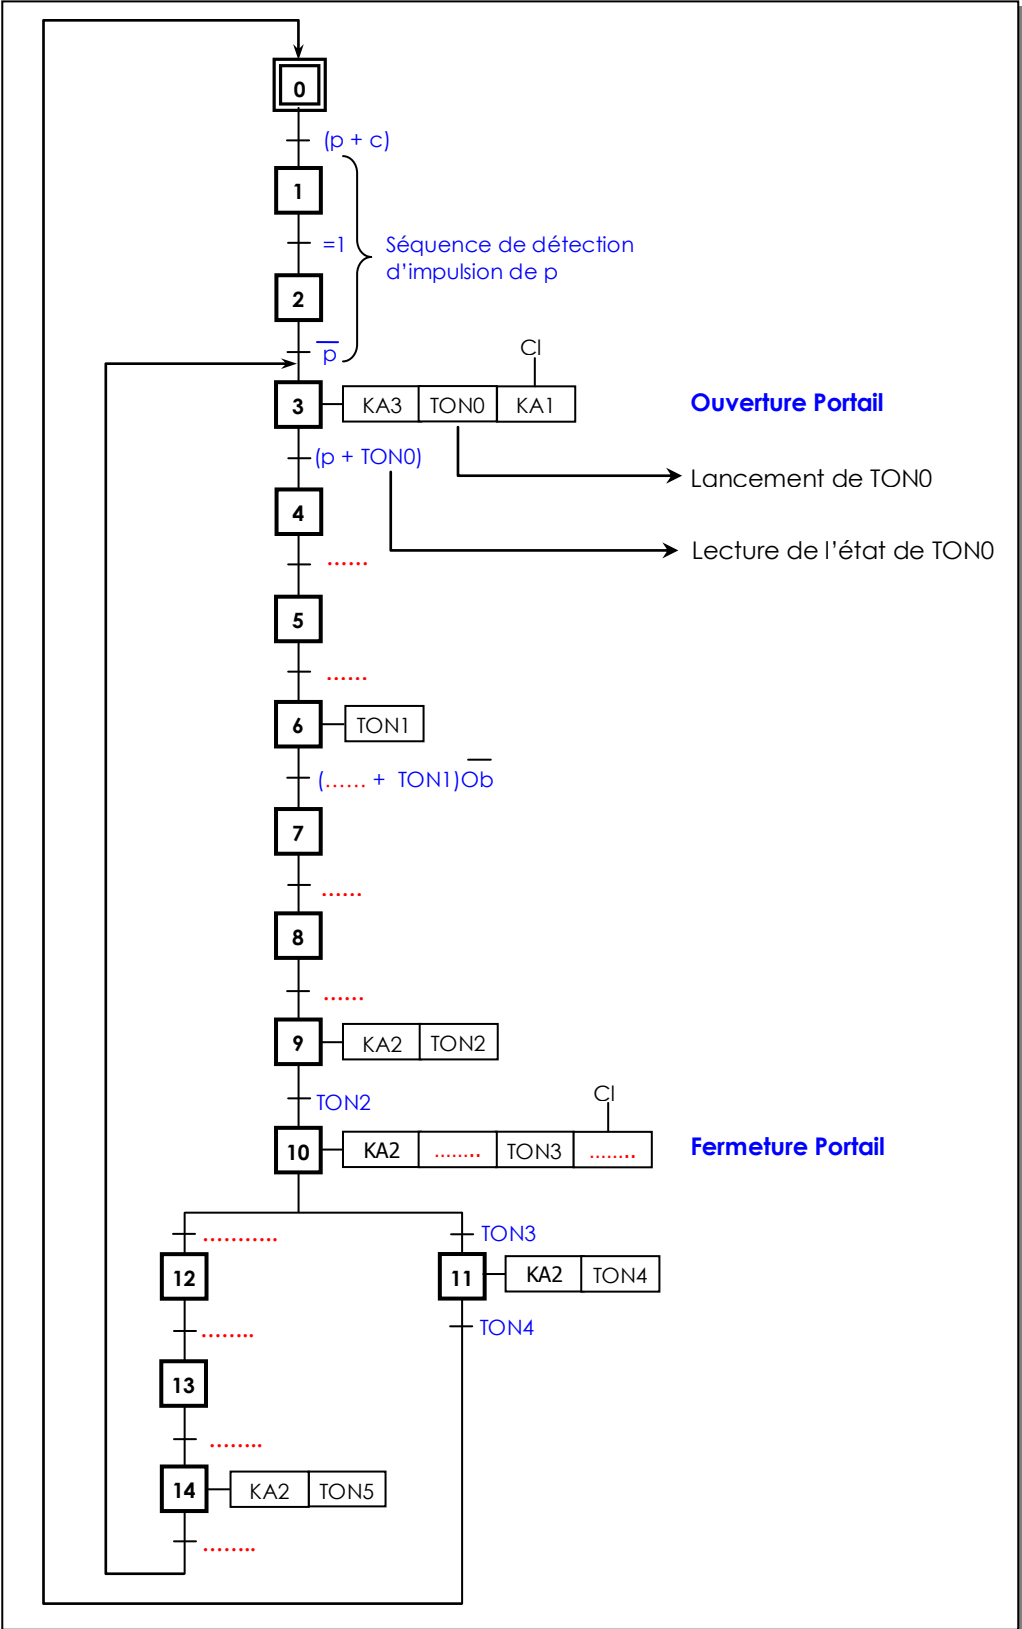 0
(p + c)
1
=1
Séquence de détection
d'impulsion de p
2
p̅
CI
3 KA3 TON0 KA1 Ouverture Portail
(p + TON0)
Lancement de TON0
4
Lecture de l'état de TON0
......
5
......
6 TON1
(...... + TON1)O̅b̅
7
......
8
......
9 KA2 TON2
TON2
CI
10 KA2 ........ TON3 ........ Fermeture Portail
........... TON3
12 11 KA2 TON4
........ TON4
13
........
14 KA2 TON5
........